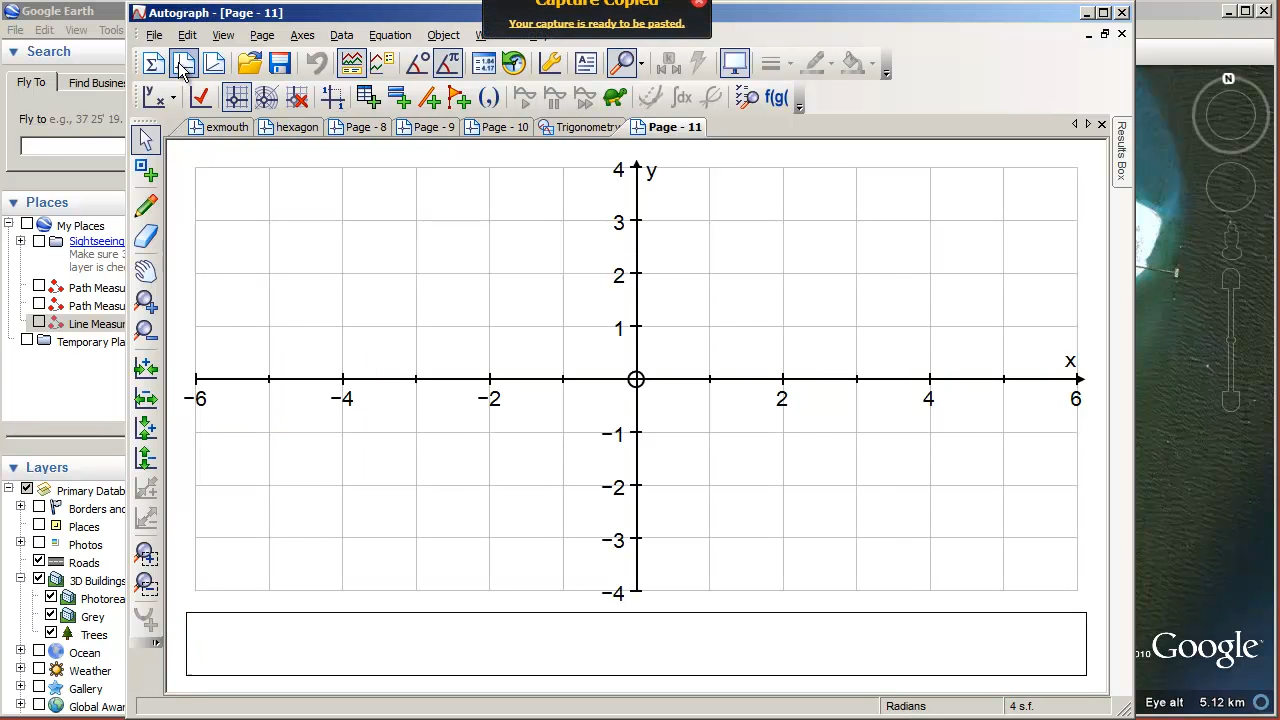 Google Earth
File Edit View Tools
Search
Fly To
Find Busine
Fly to e.g., 37 25' 19.
Places
My Places
Sightseeing
Make sure 3
layer is che
Path Measu
Path Measu
Line Measur
Temporary Pla
Layers
Primary Datab
Borders and
Places
Photos
Roads
3D Buildings
Photorea
Grey
Trees
Ocean
Weather
Gallery
Global Awar
Autograph - [Page - 11]
Capture Copied
Your capture is ready to be pasted.
File Edit View Page Axes Data Equation Object
exmouth
hexagon
Page - 8
Page - 9
Page - 10
Trigonometry
Page - 11
Results Box
y
4
3
2
1
x
−6 −4 −2 2 4 6
−1
−2
−3
−4
Radians
4 s.f.
N
Google
010
Eye alt 5.12 km